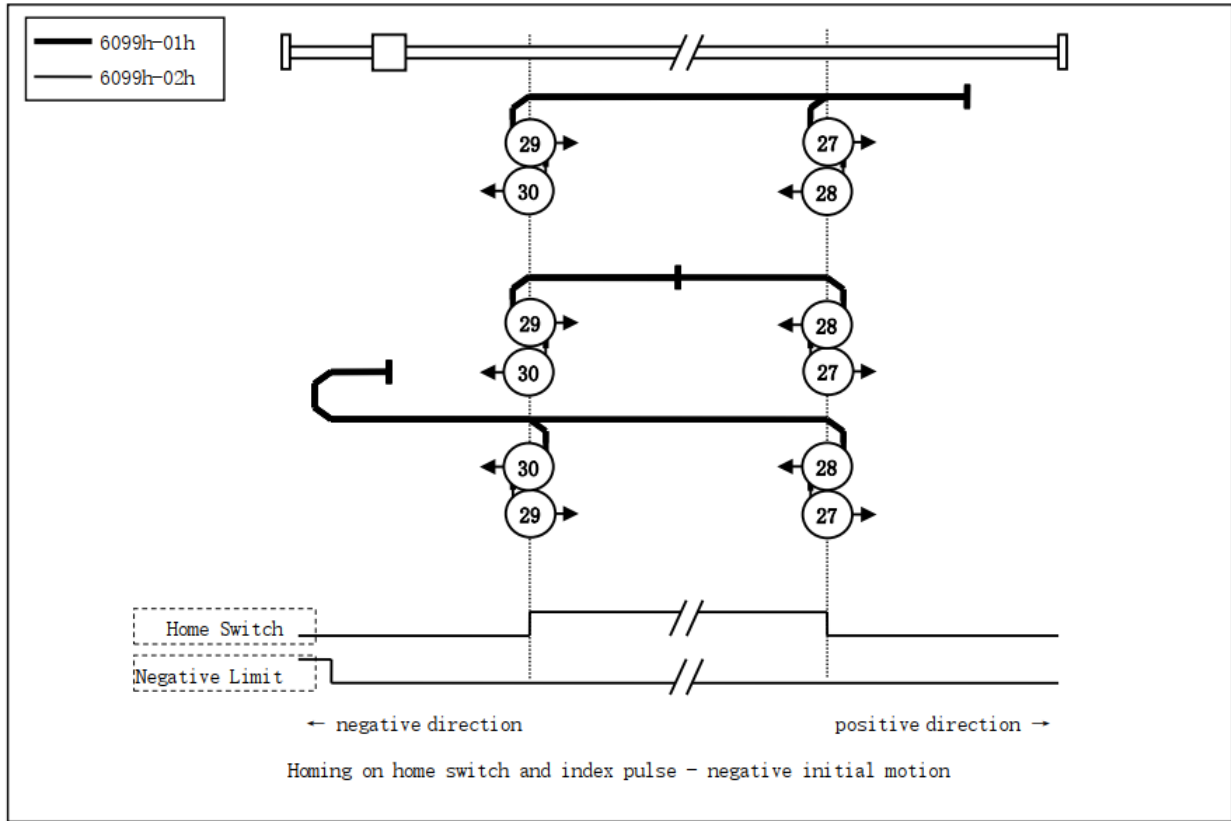 6099h-01h
6099h-02h
29 27
30 28
29 28
30 27
30 28
29 27
Home Switch
Negative Limit
← negative direction positive direction →
Homing on home switch and index pulse – negative initial motion